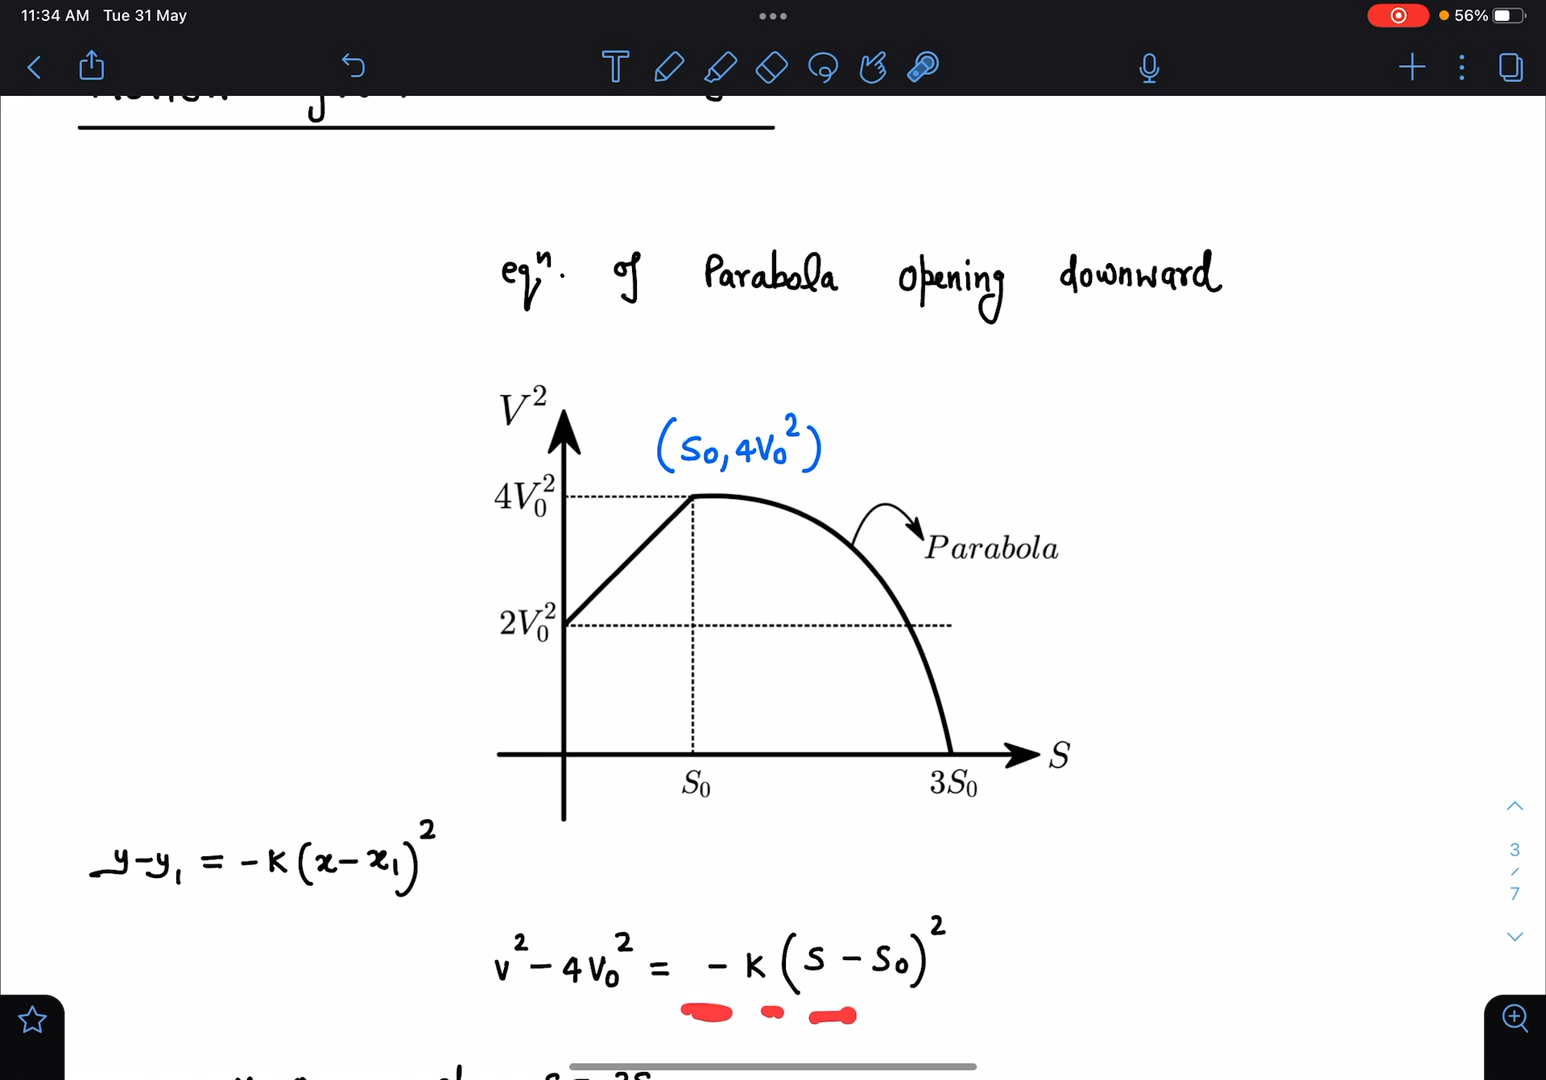 11:34 AM Tue 31 May
56%
eqⁿ. of Parabola opening downward
V²
(S₀, 4V₀²)
4V₀²
Parabola
2V₀²
S
S₀
3S₀
y-y₁ = -K(x-x₁)²
3
/
7
v² - 4V₀² = -K(S - S₀)²